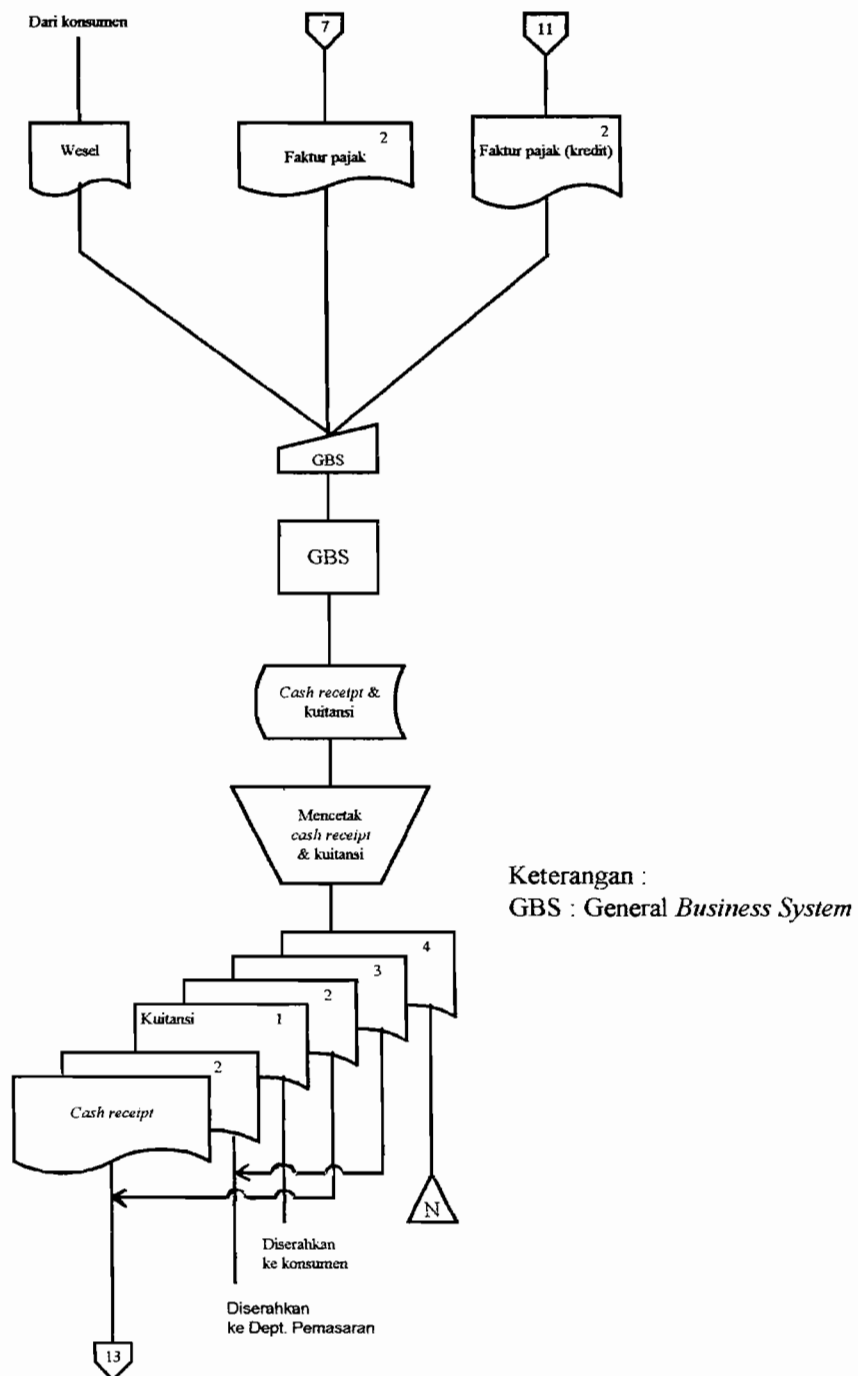 Dari konsumen
7
11
Wesel
2
Faktur pajak
2
Faktur pajak (kredit)
GBS
GBS
Cash receipt &
kuitansi
Mencetak
cash receipt
& kuitansi
Keterangan :
GBS : General Business System
4
3
2
Kuitansi 1
2
Cash receipt
N
Diserahkan
ke konsumen
Diserahkan
ke Dept. Pemasaran
13